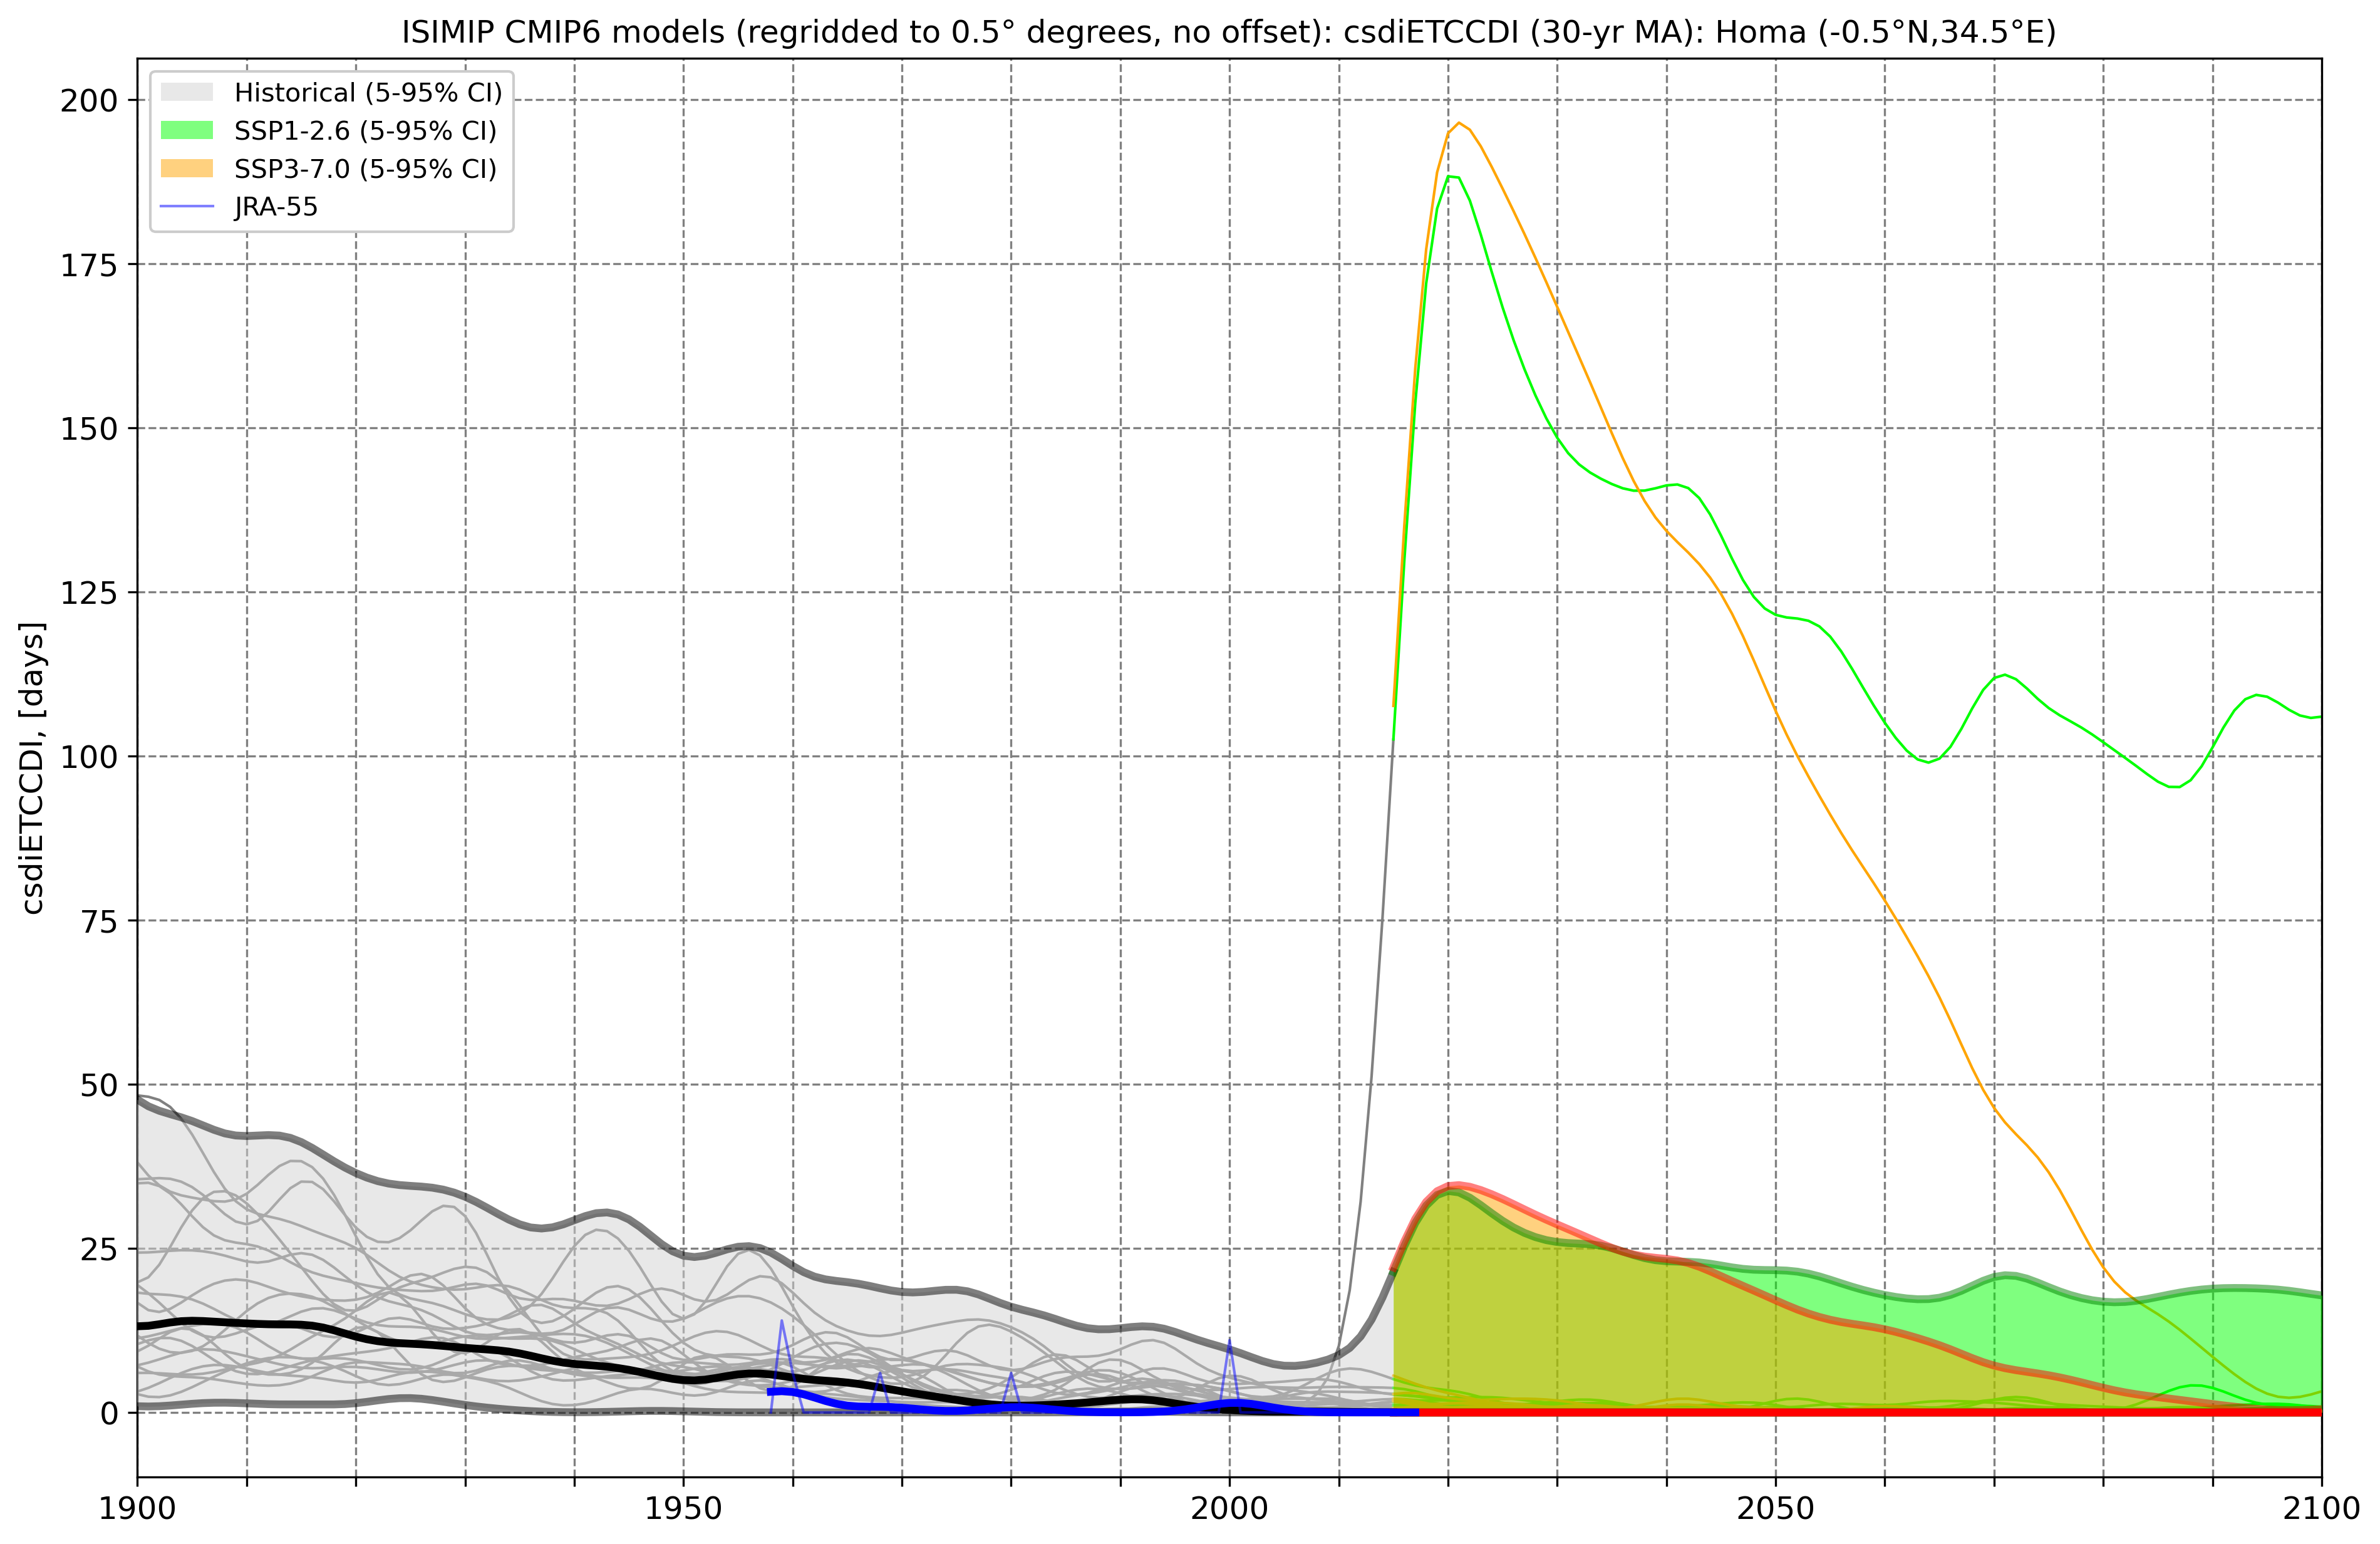 ISIMIP CMIP6 models (regridded to 0.5° degrees, no offset): csdiETCCDI (30-yr MA): Homa (-0.5°N,34.5°E)
Historical (5-95% CI)
SSP1-2.6 (5-95% CI)
SSP3-7.0 (5-95% CI)
JRA-55
csdiETCCDI, [days]
200
175
150
125
100
75
50
25
0
1900
1950
2000
2050
2100